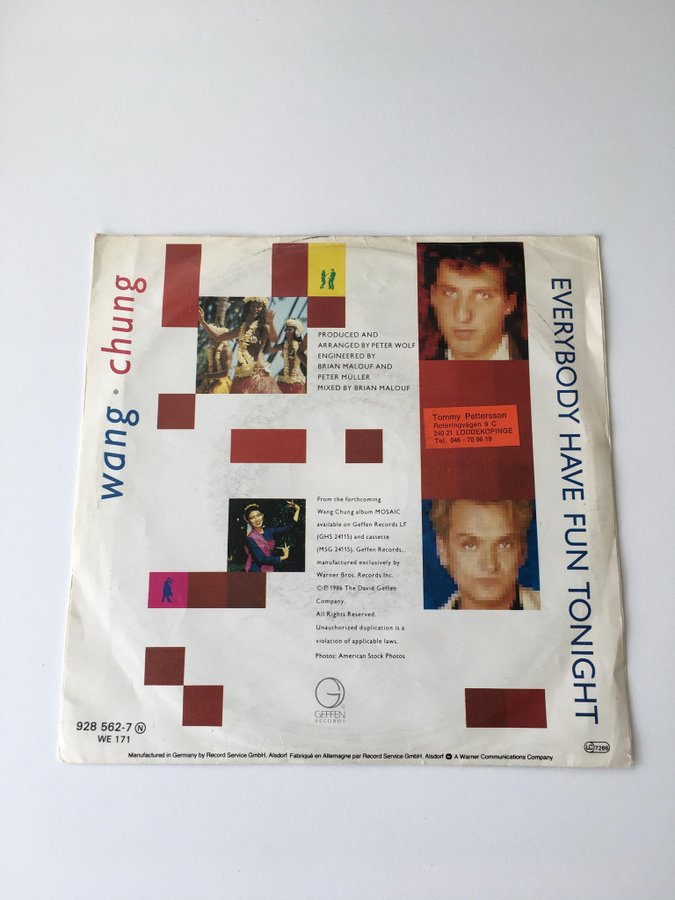 wang · chung
PRODUCED AND
ARRANGED BY PETER WOLF
ENGINEERED BY
BRIAN MALOUF AND
PETER MÜLLER
MIXED BY BRIAN MALOUF
EVERYBODY HAVE FUN TONIGHT
Tommy Pettersson
Roteringvägen 9 C
240 21 LÖDDEKÖPINGE
Tel. 046 - 70 96 19
From the forthcoming
Wang Chung album MOSAIC
available on Geffen Records LP
(GHS 24115) and cassette
(M5G 24115). Geffen Records,
manufactured exclusively by
Warner Bros. Records Inc.
©℗1986 The David Geffen
Company.
All Rights Reserved.
Unauthorized duplication is a
violation of applicable laws.
Photos: American Stock Photos
GEFFEN
RECORDS
928 562-7 N
WE 171
LC 7266
Manufactured in Germany by Record Service GmbH, Alsdorf Fabriqué en Allemagne par Record Service GmbH, Alsdorf A Warner Communications Company